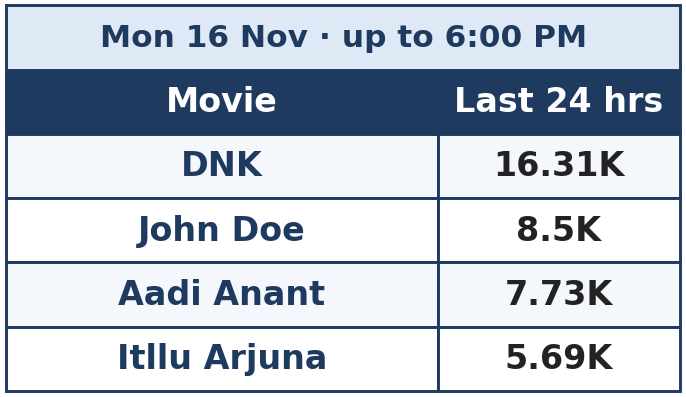 Mon 16 Nov · up to 6:00 PM
Movie Last 24 hrs
DNK 16.31K
John Doe 8.5K
Aadi Anant 7.73K
Itllu Arjuna 5.69K